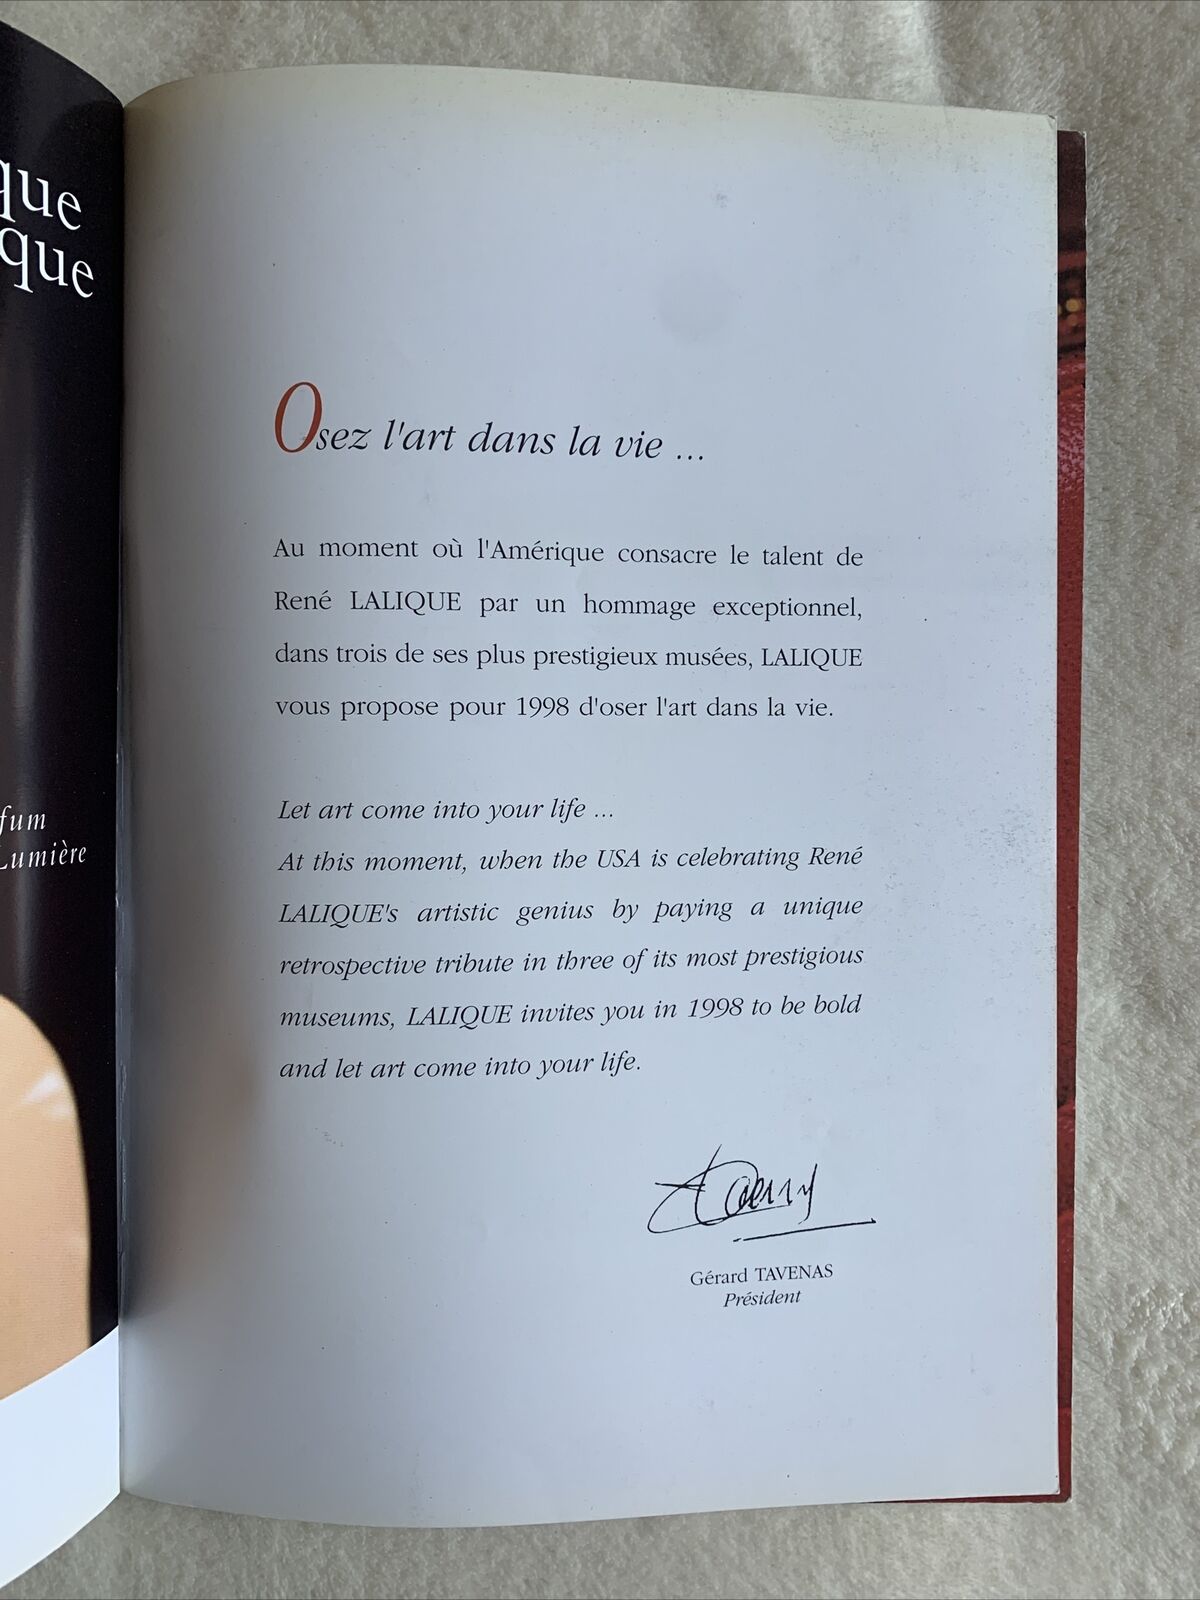 que
que
fum
Lumière
Osez l'art dans la vie ...
Au moment où l'Amérique consacre le talent de
René LALIQUE par un hommage exceptionnel,
dans trois de ses plus prestigieux musées, LALIQUE
vous propose pour 1998 d'oser l'art dans la vie.
Let art come into your life ...
At this moment, when the USA is celebrating René
LALIQUE's artistic genius by paying a unique
retrospective tribute in three of its most prestigious
museums, LALIQUE invites you in 1998 to be bold
and let art come into your life.
Gérard TAVENAS
Président